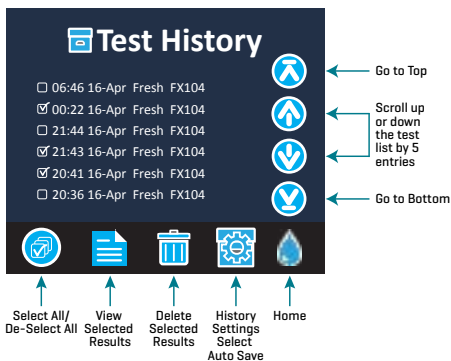 Test History
06:46 16-Apr Fresh FX104
00:22 16-Apr Fresh FX104
21:44 16-Apr Fresh FX104
21:43 16-Apr Fresh FX104
20:41 16-Apr Fresh FX104
20:36 16-Apr Fresh FX104
Go to Top
Scroll up
or down
the test
list by 5
entries
Go to Bottom
Select All/
De-Select All
View
Selected
Results
Delete
Selected
Results
History
Settings
Select
Auto Save
Home